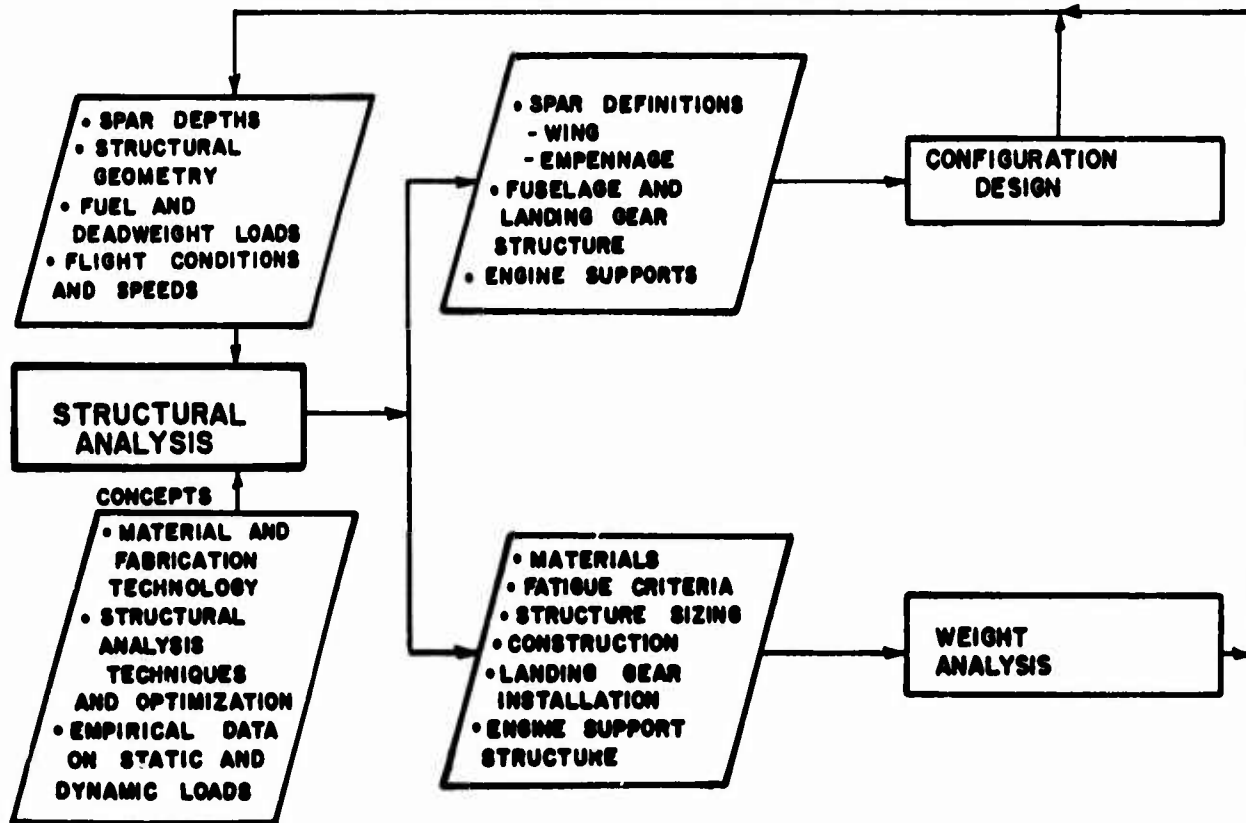 • SPAR DEPTHS
• STRUCTURAL
GEOMETRY
• FUEL AND
DEADWEIGHT LOADS
• FLIGHT CONDITIONS
AND SPEEDS
STRUCTURAL
ANALYSIS
CONCEPTS
• MATERIAL AND
FABRICATION
TECHNOLOGY
• STRUCTURAL
ANALYSIS
TECHNIQUES
AND OPTIMIZATION
• EMPIRICAL DATA
ON STATIC AND
DYNAMIC LOADS
• SPAR DEFINITIONS
- WING
- EMPENNAGE
• FUSELAGE AND
LANDING GEAR
STRUCTURE
• ENGINE SUPPORTS
CONFIGURATION
DESIGN
• MATERIALS
• FATIGUE CRITERIA
• STRUCTURE SIZING
• CONSTRUCTION
• LANDING GEAR
INSTALLATION
• ENGINE SUPPORT
STRUCTURE
WEIGHT
ANALYSIS